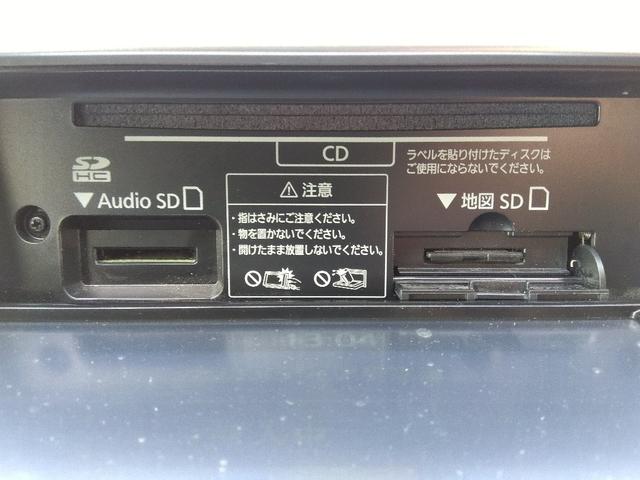 CD
ラベルを貼り付けたディスクは
ご使用にならないでください。
SD
HC
▼Audio SD
⚠注意
・指はさみにご注意ください。
・物を置かないでください。
・開けたまま放置しないでください。
▼地図 SD